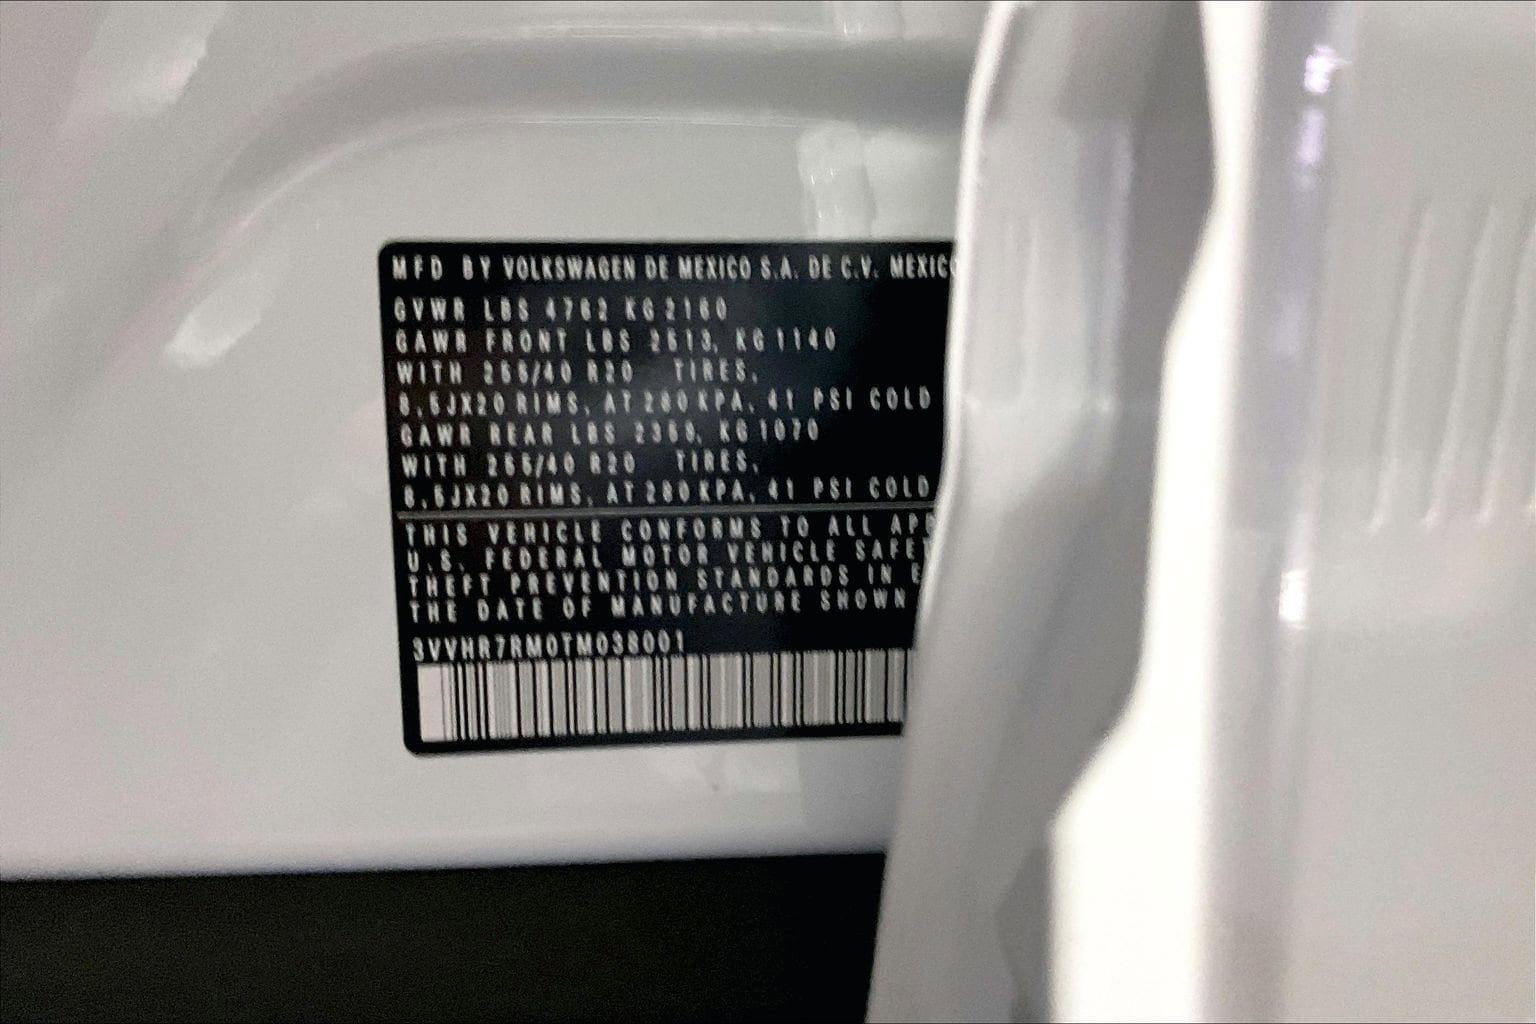 MFD BY VOLKSWAGEN DE MEXICO S.A. DE C.V. MEXICO
GVWR LBS 4762 KG 2160
GAWR FRONT LBS 2513, KG 1140
WITH 255/40 R20 TIRES,
8,5JX20 RIMS, AT 280 KPA, 41 PSI COLD
GAWR REAR LBS 2365, KG 1070
WITH 255/40 R20 TIRES,
8,5JX20 RIMS, AT 280 KPA, 41 PSI COLD
THIS VEHICLE CONFORMS TO ALL APP
U.S. FEDERAL MOTOR VEHICLE SAFET
THEFT PREVENTION STANDARDS IN E
THE DATE OF MANUFACTURE SHOWN
3VVHR7RM0TM038001